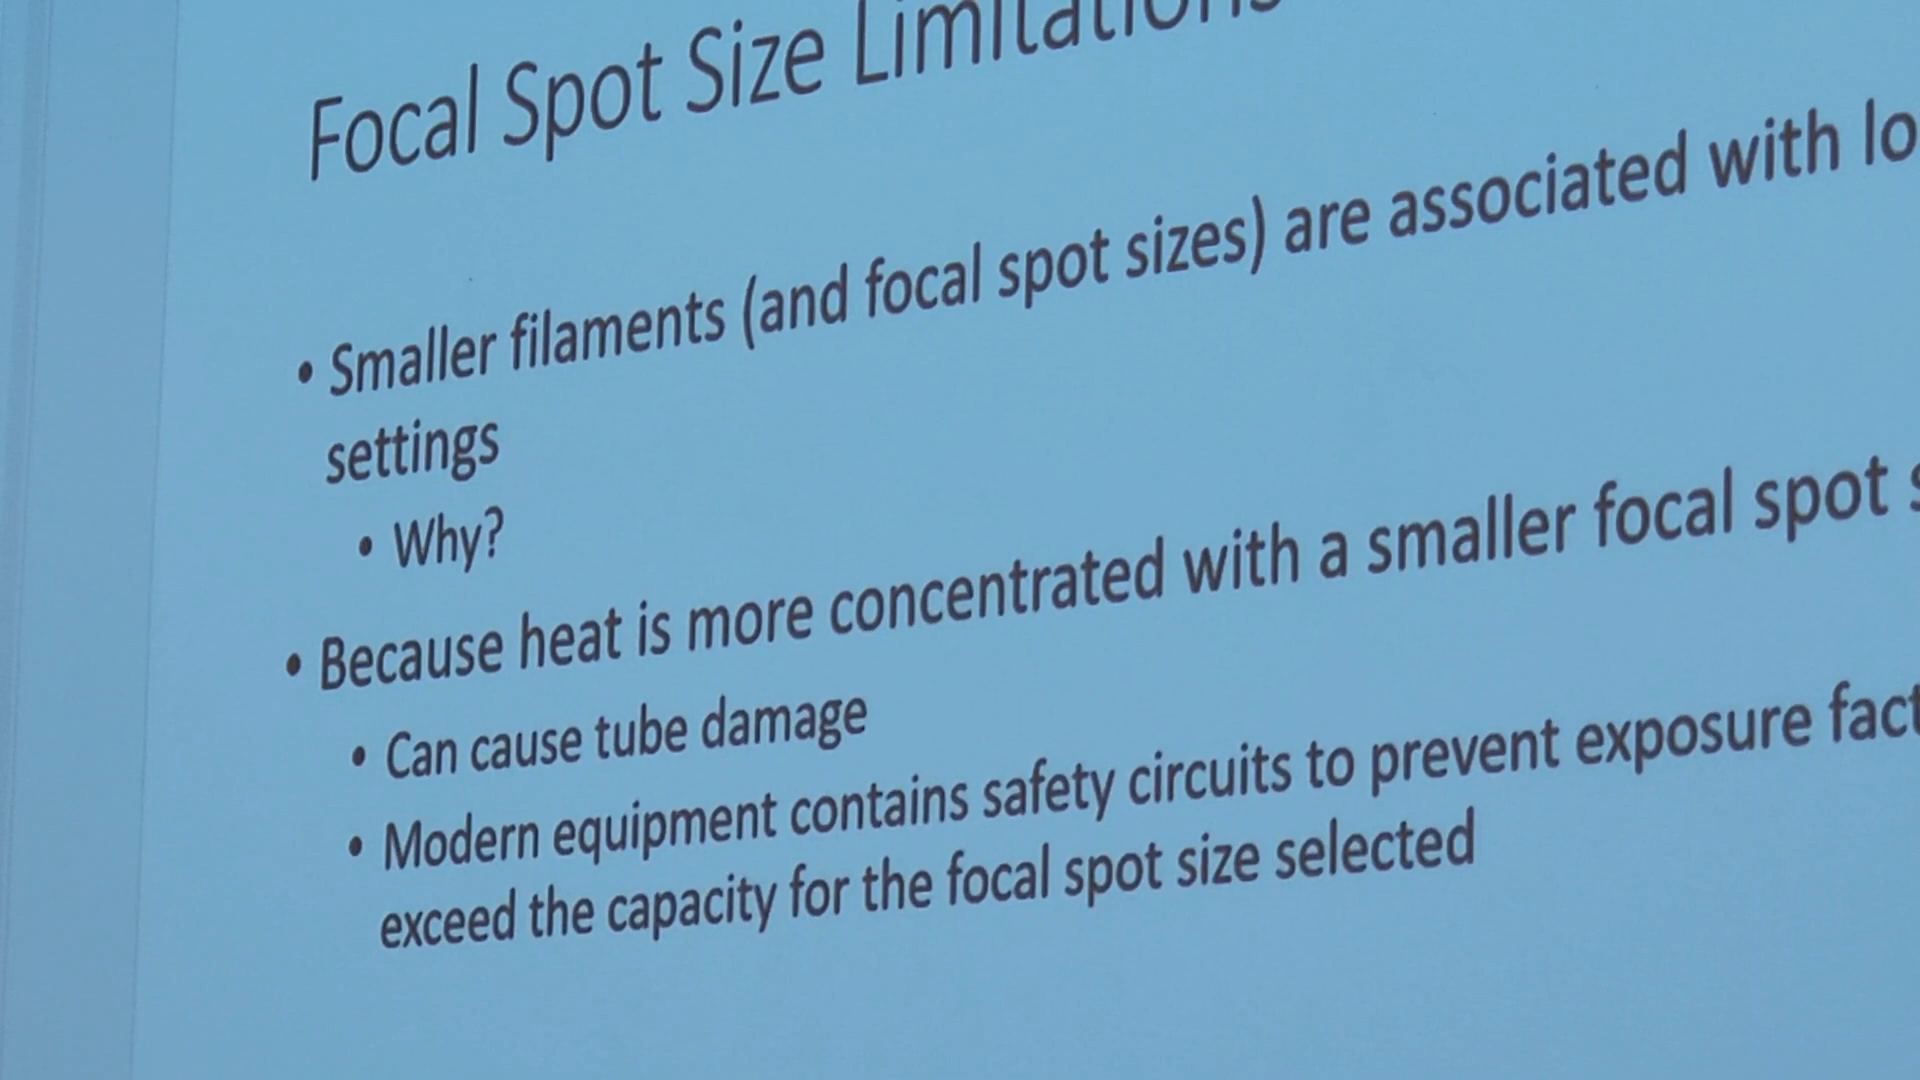 Focal Spot Size Limitations
• Smaller filaments (and focal spot sizes) are associated with
settings
• Why?
• Because heat is more concentrated with a smaller focal spot
• Can cause tube damage
• Modern equipment contains safety circuits to prevent exposure
exceed the capacity for the focal spot size selected